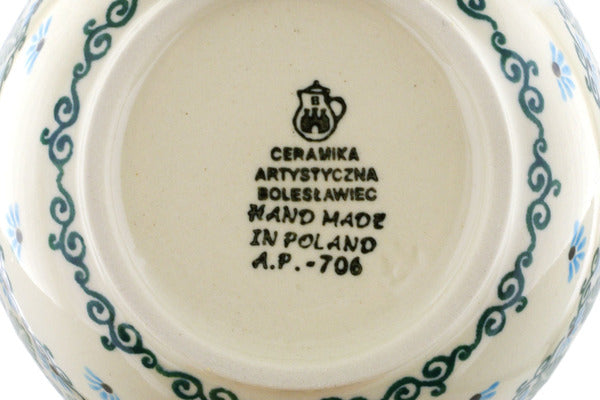 B
CERAMIKA
ARTYSTYCZNA
BOLESŁAWIEC
HAND MADE
IN POLAND
A.P.-706